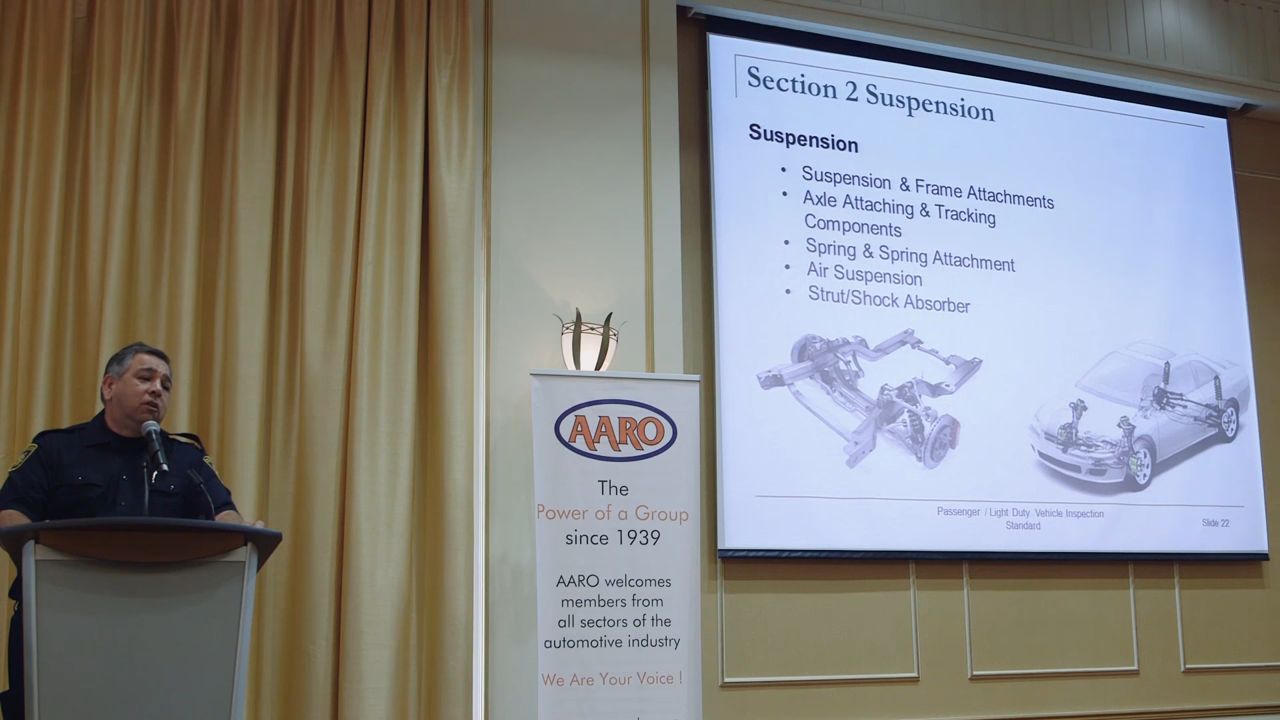 Section 2 Suspension
Suspension
• Suspension & Frame Attachments
• Axle Attaching & Tracking
Components
• Spring & Spring Attachment
• Air Suspension
• Strut/Shock Absorber
Passenger / Light Duty Vehicle Inspection
Standard
Slide 22
AARO
The
Power of a Group
since 1939
AARO welcomes
members from
all sectors of the
automotive industry
We Are Your Voice !